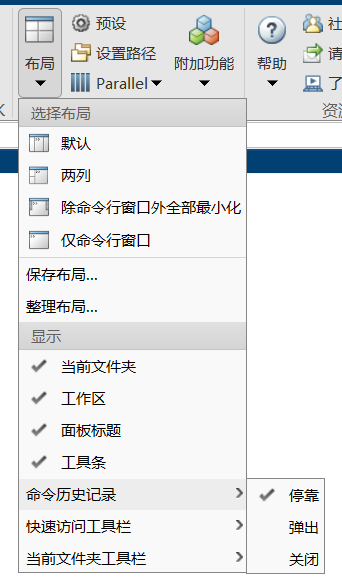 预设
社
布局
设置路径
附加功能
帮助
请
Parallel
了
资源
选择布局
默认
两列
除命令行窗口外全部最小化
仅命令行窗口
保存布局...
整理布局...
显示
当前文件夹
工作区
面板标题
工具条
命令历史记录
停靠
快速访问工具栏
弹出
当前文件夹工具栏
关闭